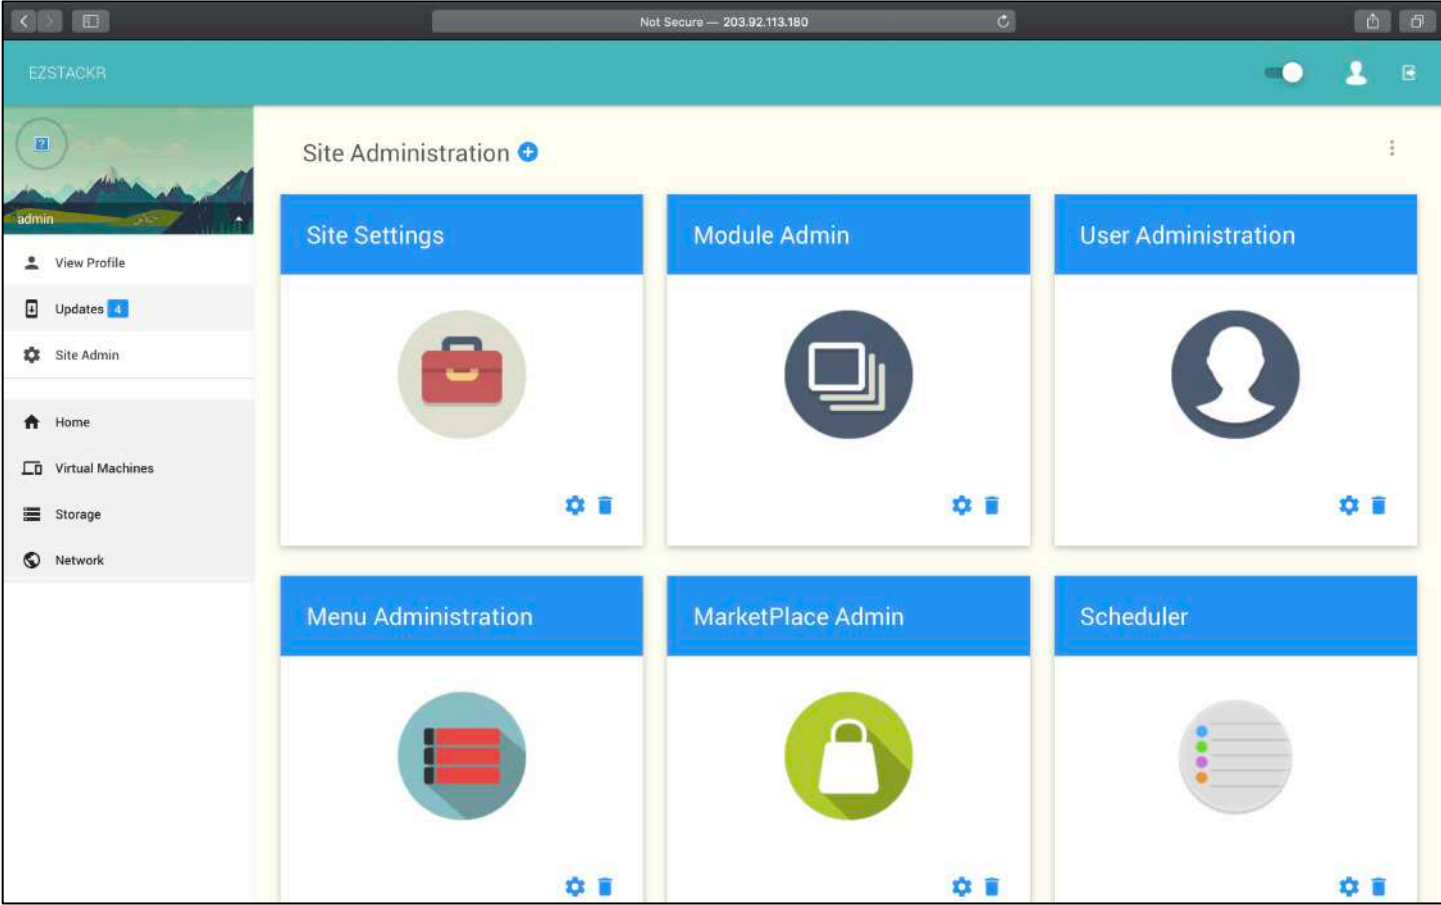 Not Secure — 203.92.113.180
EZSTACKR
?
admin
View Profile
Updates 4
Site Admin
Home
Virtual Machines
Storage
Network
Site Administration
Site Settings
Module Admin
User Administration
Menu Administration
MarketPlace Admin
Scheduler